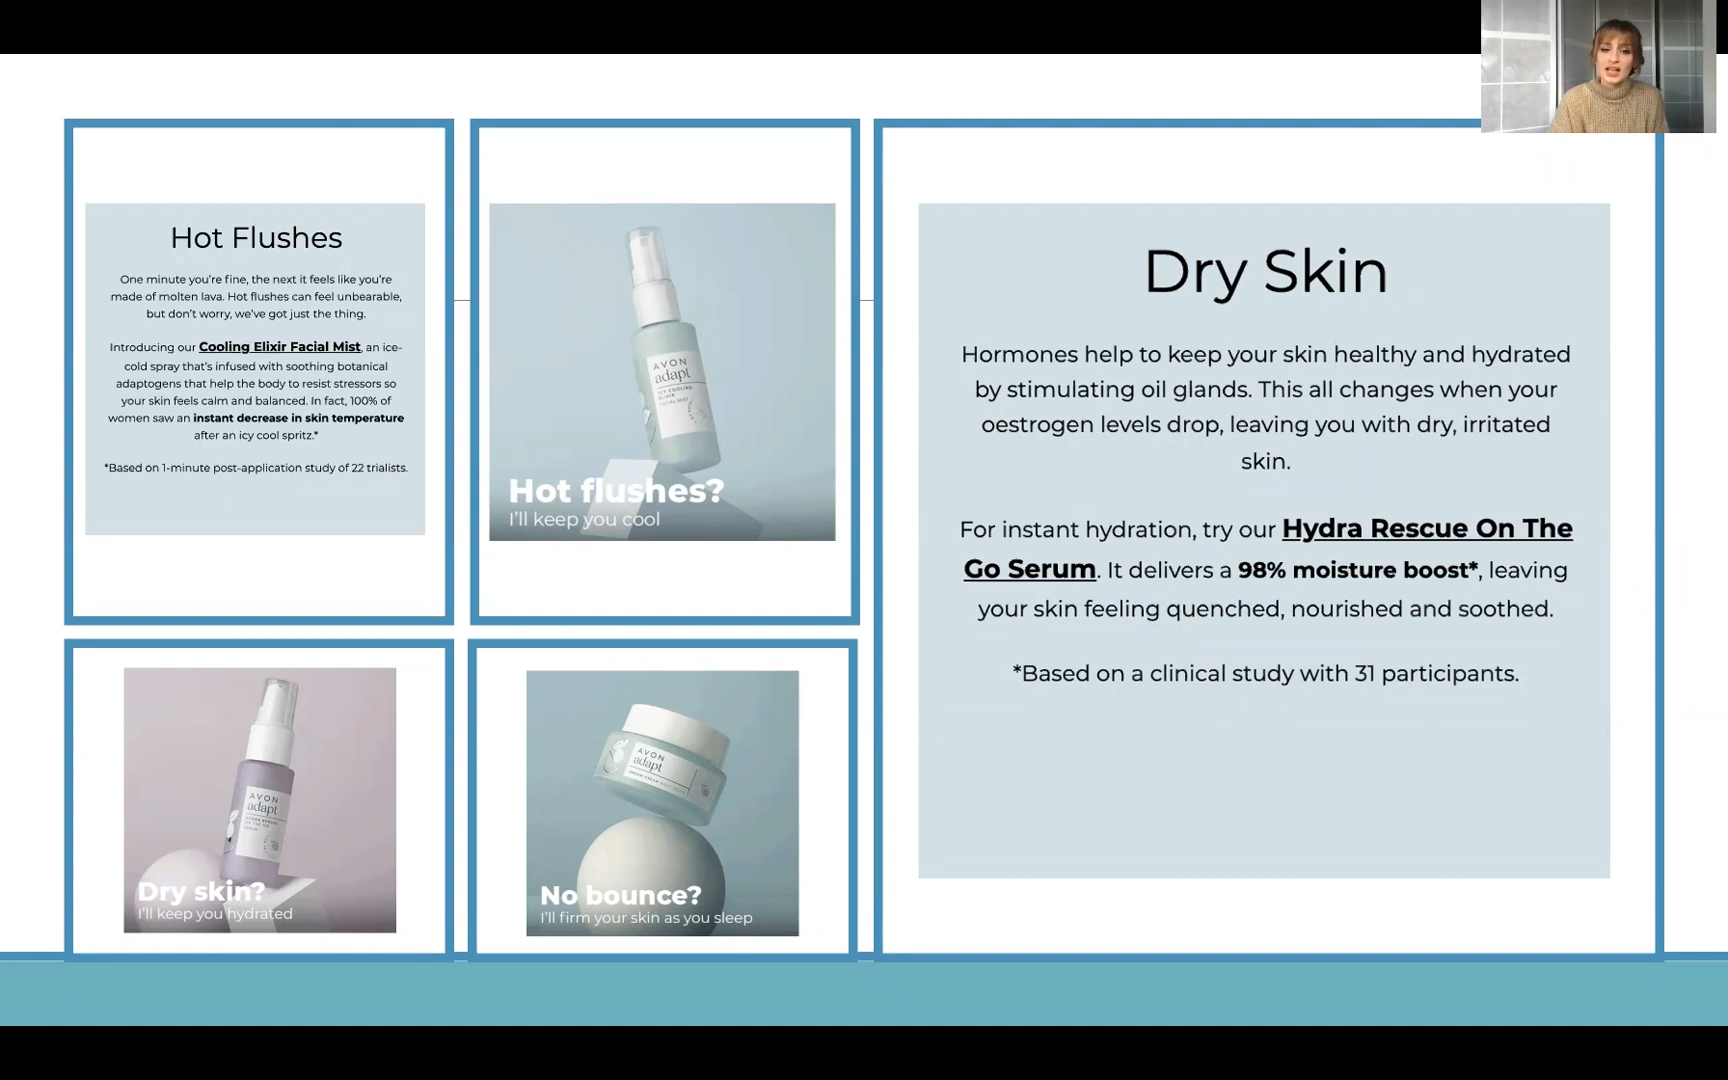 Hot Flushes
One minute you're fine, the next it feels like you're
made of molten lava. Hot flushes can feel unbearable,
but don't worry, we've got just the thing.
Introducing our Cooling Elixir Facial Mist, an ice-
cold spray that's infused with soothing botanical
adaptogens that help the body to resist stressors so
your skin feels calm and balanced. In fact, 100% of
women saw an instant decrease in skin temperature
after an icy cool spritz.*
*Based on 1-minute post-application study of 22 trialists.
AVON
adapt
ICY COOLING
ELIXIR
FACIAL MIST
Hot flushes?
I'll keep you cool
Dry Skin
Hormones help to keep your skin healthy and hydrated
by stimulating oil glands. This all changes when your
oestrogen levels drop, leaving you with dry, irritated
skin.
For instant hydration, try our Hydra Rescue On The
Go Serum. It delivers a 98% moisture boost*, leaving
your skin feeling quenched, nourished and soothed.
*Based on a clinical study with 31 participants.
AVON
adapt
HYDRA RESCUE
ON THE GO
SERUM
Dry skin?
I'll keep you hydrated
AVON
adapt
DREAM CREAM NIGHT CREAM
No bounce?
I'll firm your skin as you sleep